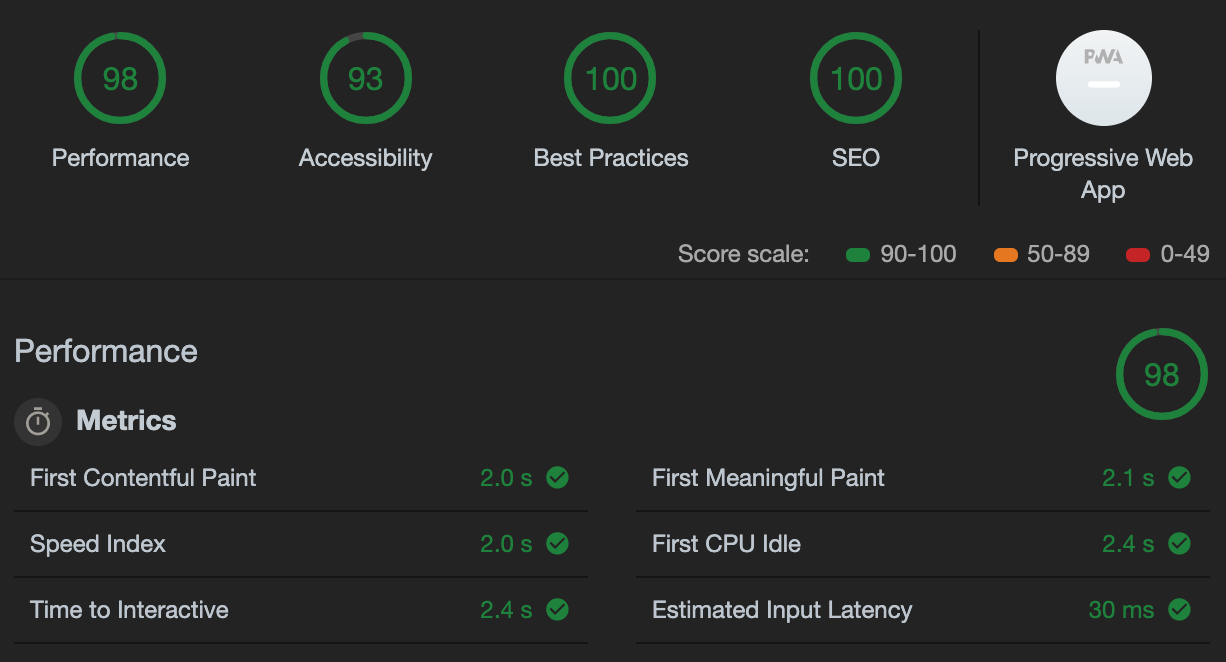 98 93 100 100 PWA
Performance Accessibility Best Practices SEO Progressive Web
App
Score scale: 90-100 50-89 0-49
Performance 98
Metrics
First Contentful Paint 2.0 s First Meaningful Paint 2.1 s
Speed Index 2.0 s First CPU Idle 2.4 s
Time to Interactive 2.4 s Estimated Input Latency 30 ms